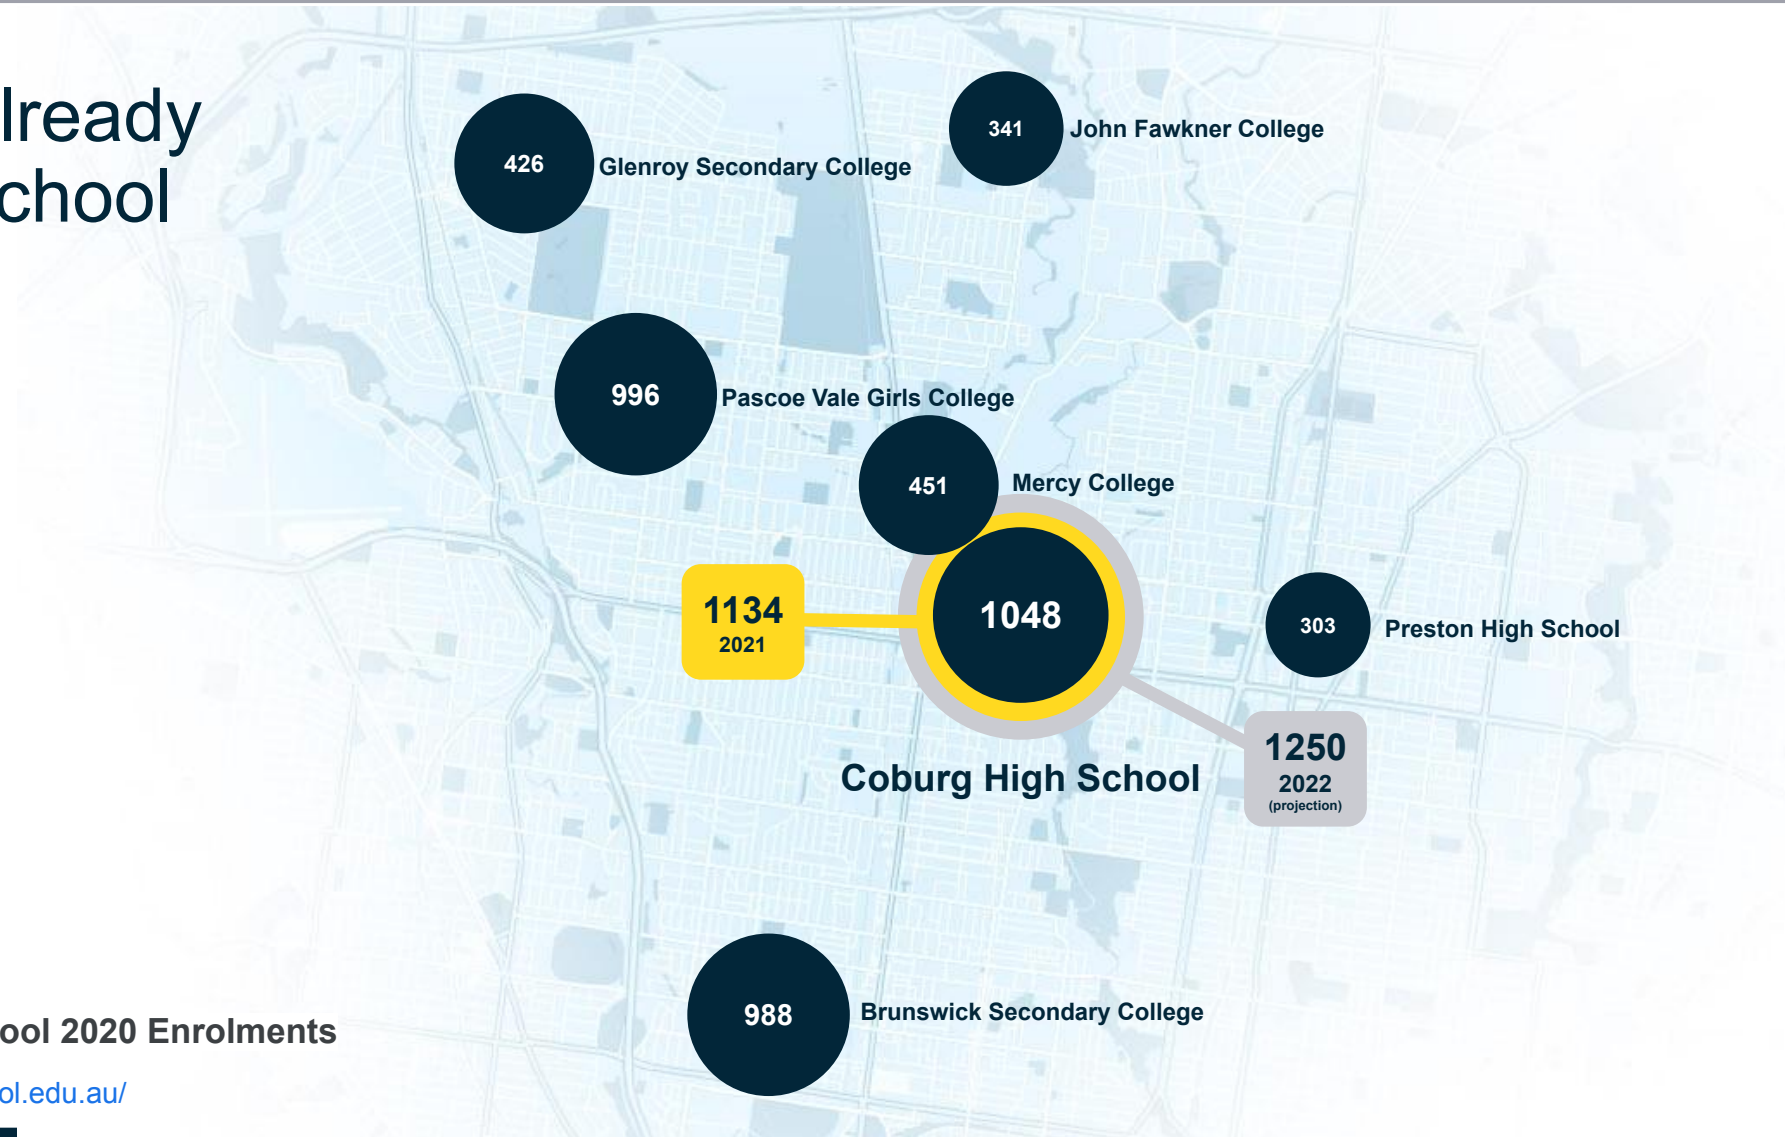 lready
chool
341
John Fawkner College
426
Glenroy Secondary College
996
Pascoe Vale Girls College
451
Mercy College
1134
2021
1048
303
Preston High School
1250
2022
(projection)
Coburg High School
988
Brunswick Secondary College
ool 2020 Enrolments
ol.edu.au/